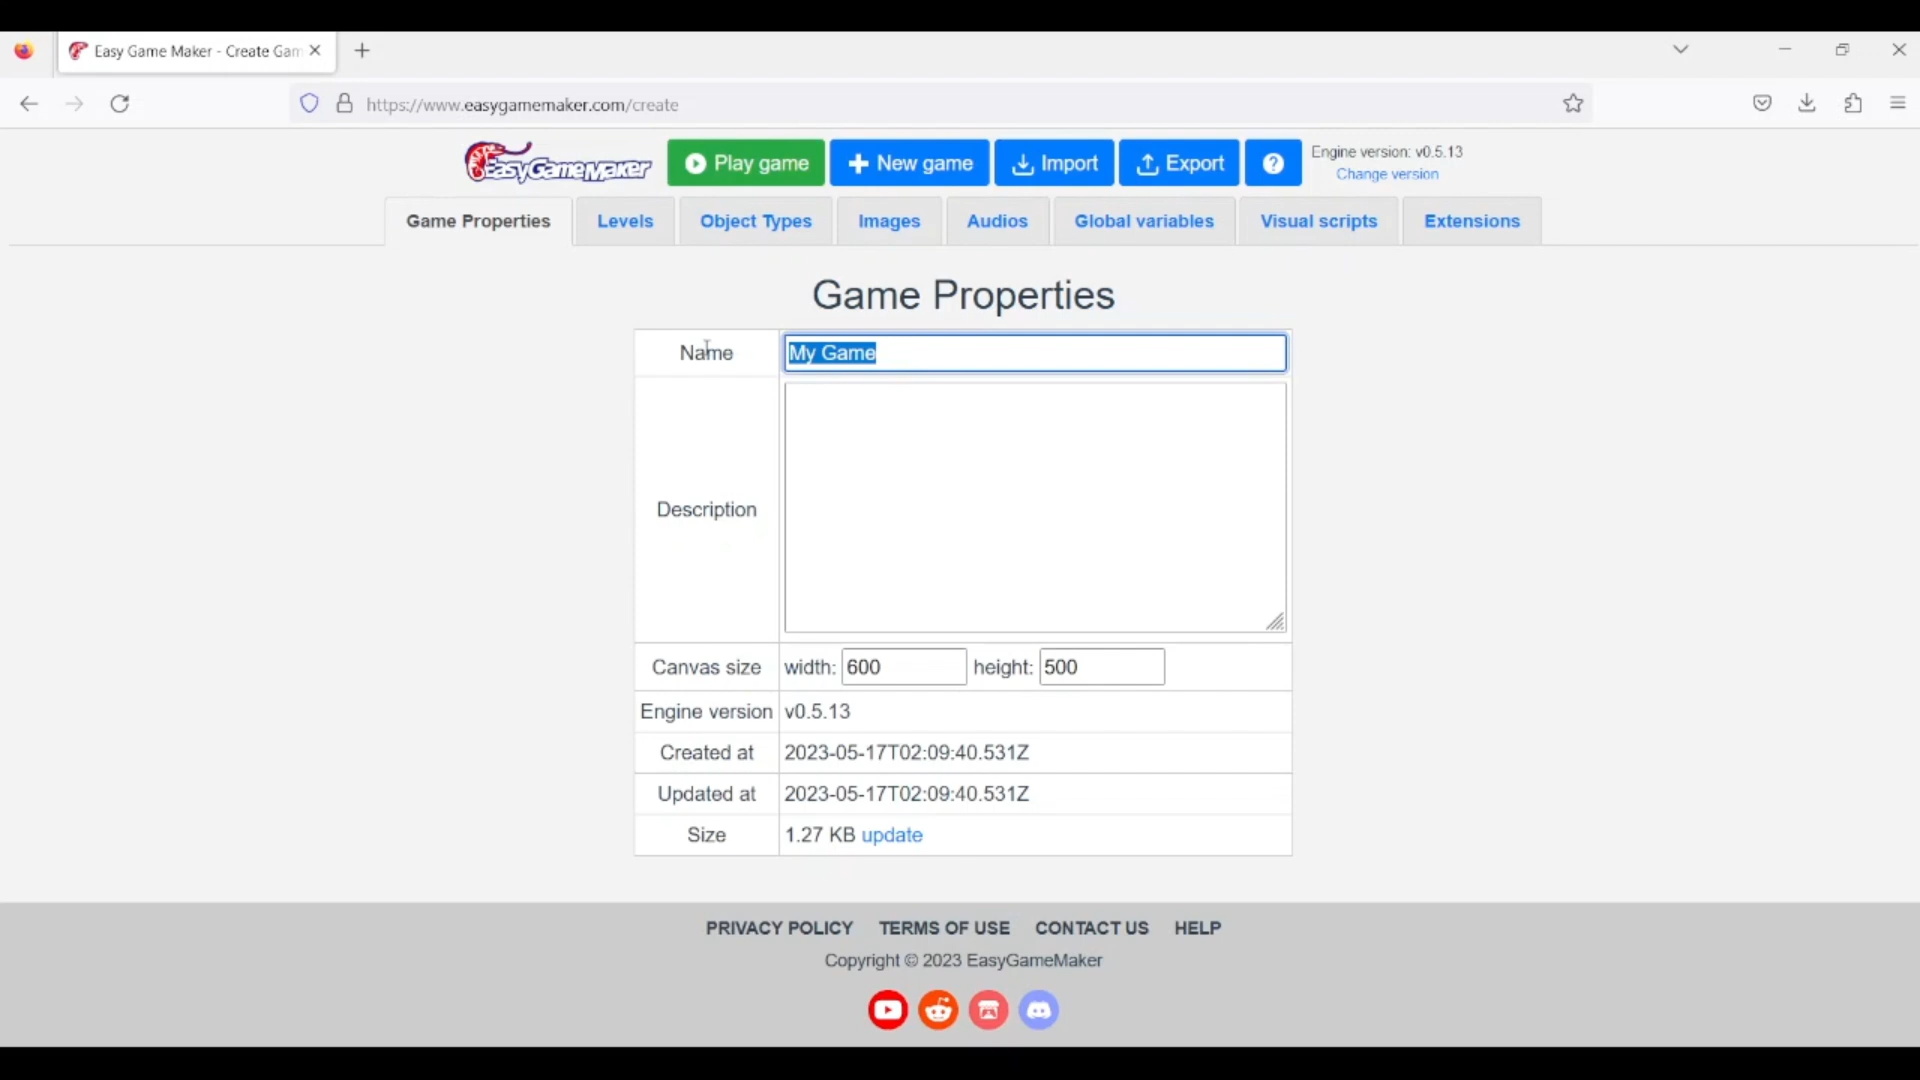 Easy Game Maker - Create Gam
https://www.easygamemaker.com/create
EasyGameMaker
Play game
New game
Import
Export
Engine version: v0.5.13
Change version
Game Properties
Levels
Object Types
Images
Audios
Global variables
Visual scripts
Extensions
Game Properties
Name
My Game
Description
Canvas size
width: 600 height: 500
Engine version
v0.5.13
Created at
2023-05-17T02:09:40.531Z
Updated at
2023-05-17T02:09:40.531Z
Size
1.27 KB update
PRIVACY POLICY TERMS OF USE CONTACT US HELP
Copyright © 2023 EasyGameMaker